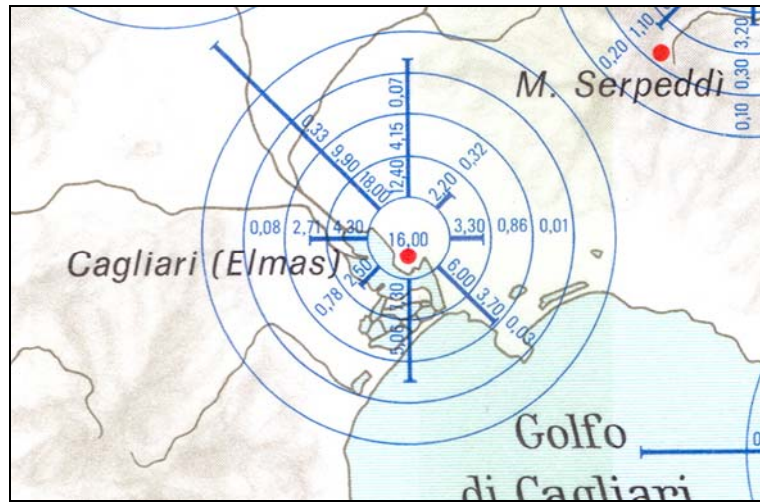 1,10
0,20
3,20
0,30
0,10
M. Serpeddì
0,33 9,90 18,00
12,40 4,15 0,07
2,20 0,32
0,08 2,71 4,30
16,00
3,30 0,86 0,01
Cagliari (Elmas)
0,78 2,50
5,06
6,00 3,70 0,03
Golfo
di Cagliari